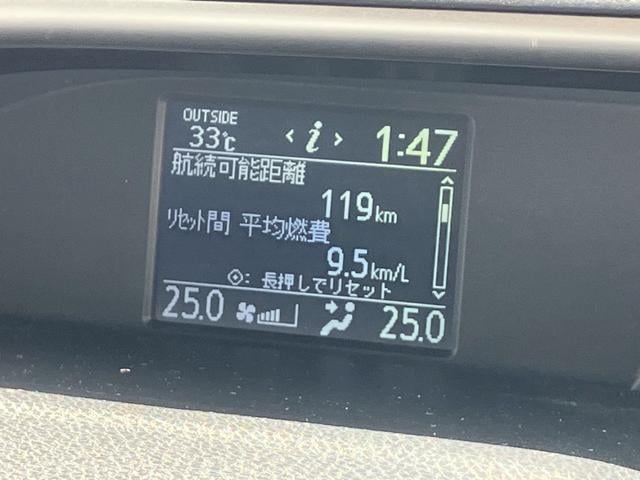 OUTSIDE
33℃ < i > 1:47
航続可能距離
119km
リセット間 平均燃費
9.5km/L
: 長押しでリセット
25.0 25.0